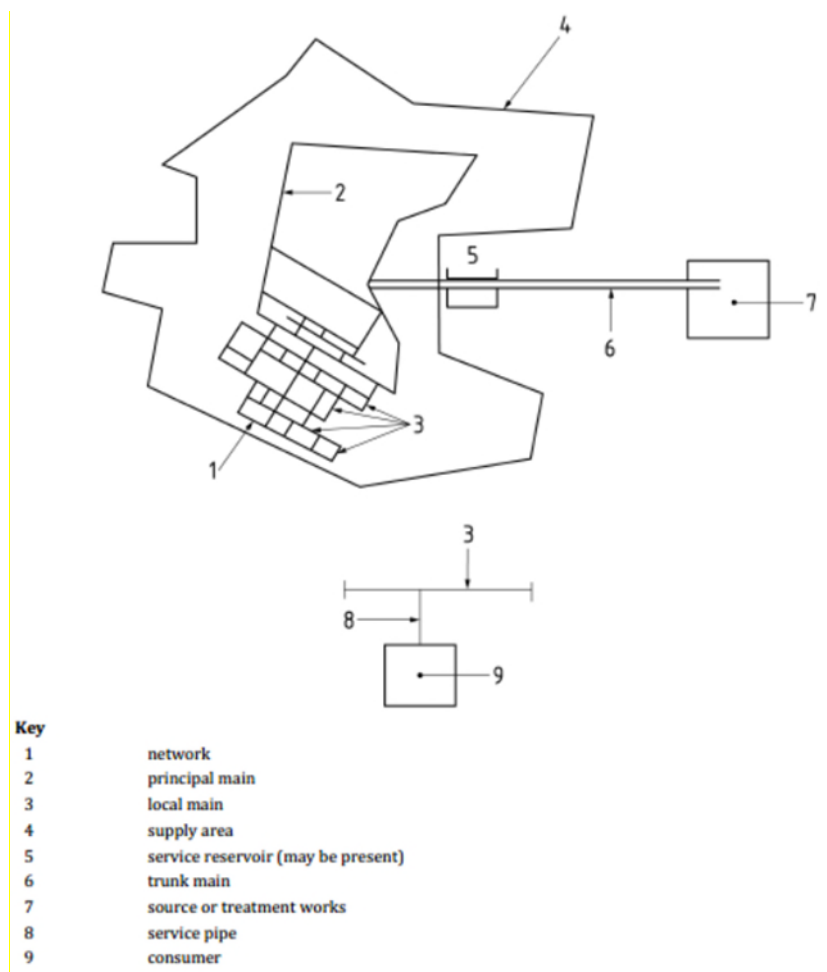 4
2
5
7
6
3
1
3
8
9
Key
1 network
2 principal main
3 local main
4 supply area
5 service reservoir (may be present)
6 trunk main
7 source or treatment works
8 service pipe
9 consumer